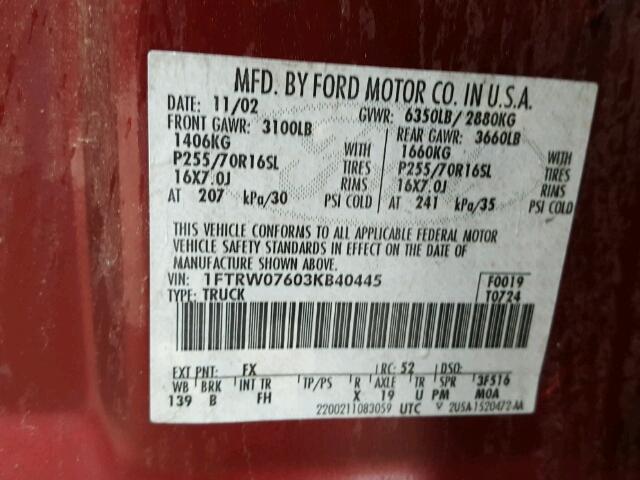 MFD. BY FORD MOTOR CO. IN U.S.A.
DATE: 11/02 GVWR: 6350LB/ 2880KG
FRONT GAWR: 3100LB REAR GAWR: 3660LB
1406KG WITH 1660KG WITH
P255/70R16SL TIRES P255/70R16SL TIRES
16X7.0J RIMS 16X7.0J RIMS
AT 207 kPa/30 PSI COLD AT 241 kPa/35 PSI COLD
THIS VEHICLE CONFORMS TO ALL APPLICABLE FEDERAL MOTOR
VEHICLE SAFETY STANDARDS IN EFFECT ON THE DATE OF
MANUFACTURE SHOWN ABOVE.
VIN: 1FTRW07603KB40445 F0019
TYPE: TRUCK T0724
EXT PNT: FX RC: 52 DSO:
WB BRK INT TR TP/PS R AXLE TR SPR 3F516
139 B FH X 19 U PM M0A
2200211083059 UTC V 2U5A-1520472-AA